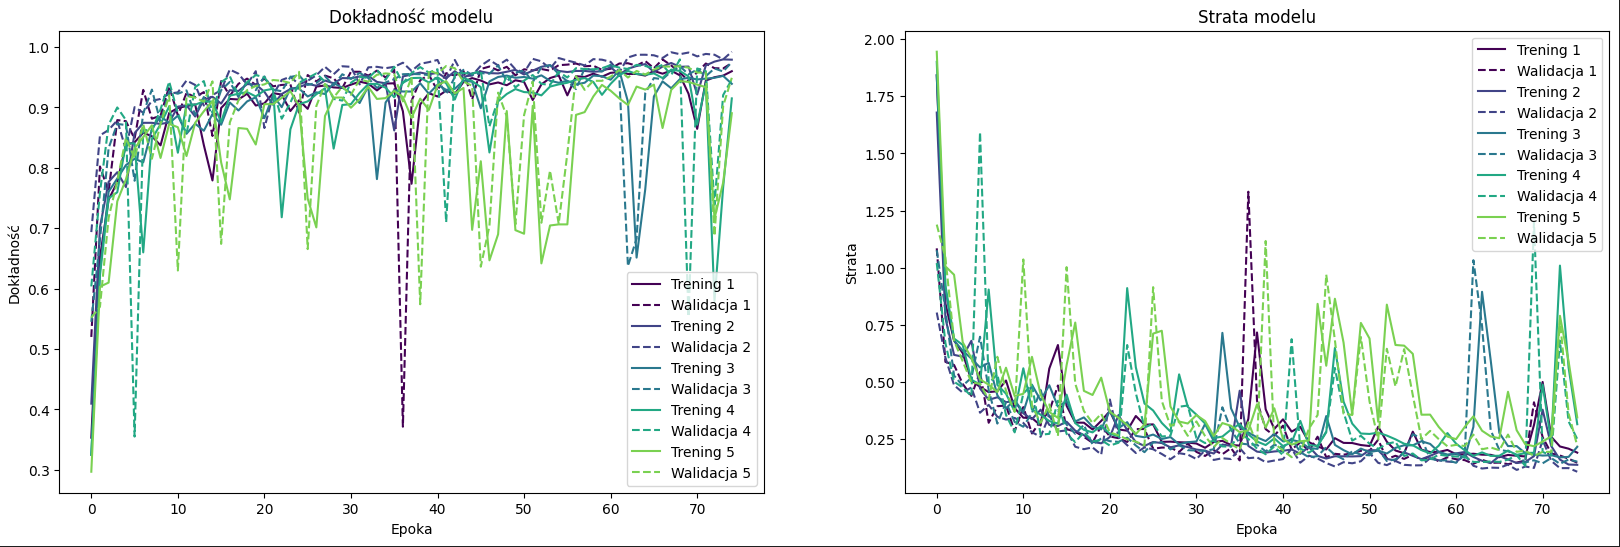 Dokładność modelu
1.0
0.9
0.8
0.7
0.6
0.5
0.4
0.3
Dokładność
0
10
20
30
40
50
60
70
Epoka
Trening 1
Walidacja 1
Trening 2
Walidacja 2
Trening 3
Walidacja 3
Trening 4
Walidacja 4
Trening 5
Walidacja 5
Strata modelu
2.00
1.75
1.50
1.25
1.00
0.75
0.50
0.25
Strata
0
10
20
30
40
50
60
70
Epoka
Trening 1
Walidacja 1
Trening 2
Walidacja 2
Trening 3
Walidacja 3
Trening 4
Walidacja 4
Trening 5
Walidacja 5